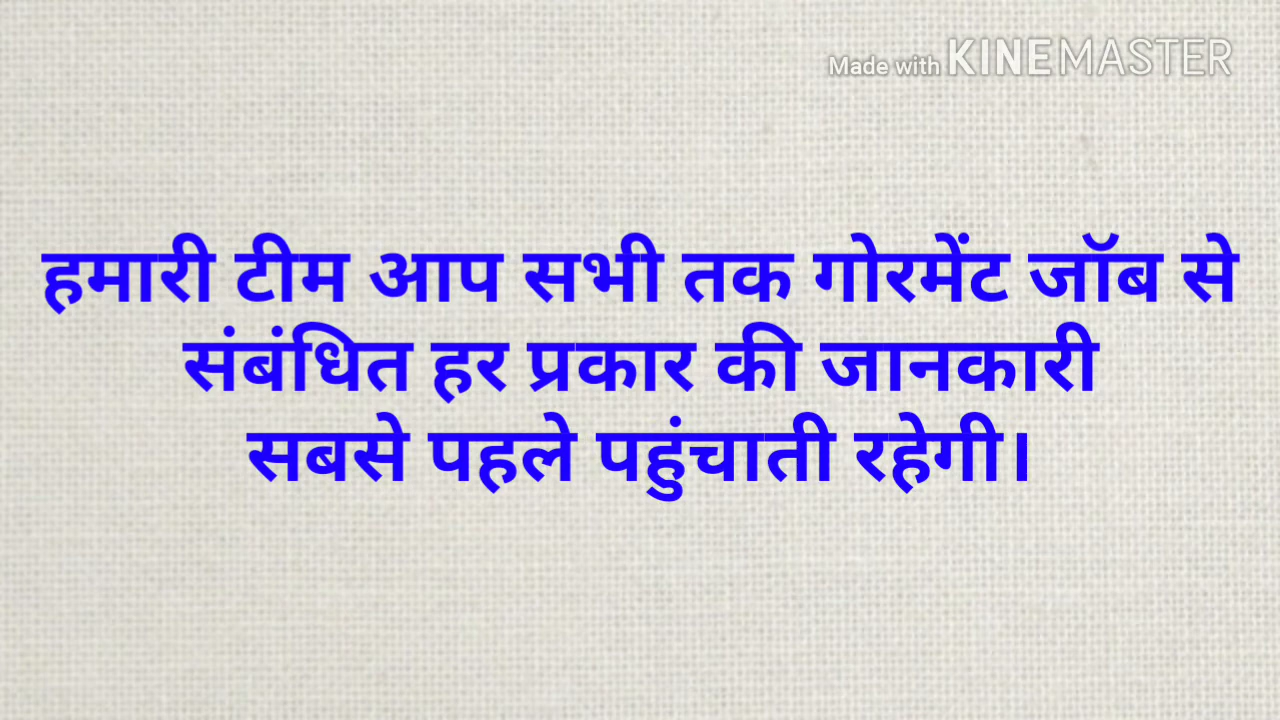 Made with KINEMASTER
हमारी टीम आप सभी तक गोरमेंट जॉब से
संबंधित हर प्रकार की जानकारी
सबसे पहले पहुंचाती रहेगी।